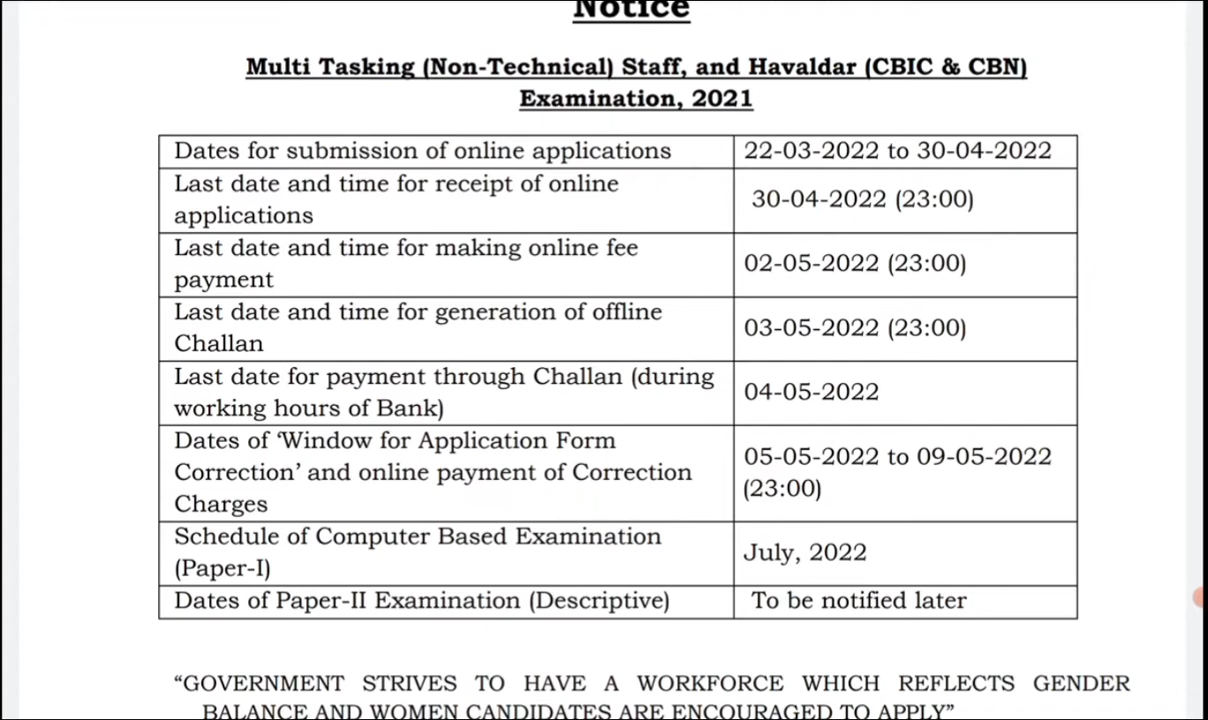 Notice
Multi Tasking (Non-Technical) Staff, and Havaldar (CBIC & CBN)
Examination, 2021
Dates for submission of online applications
22-03-2022 to 30-04-2022
Last date and time for receipt of online
applications
30-04-2022 (23:00)
Last date and time for making online fee
payment
02-05-2022 (23:00)
Last date and time for generation of offline
Challan
03-05-2022 (23:00)
Last date for payment through Challan (during
working hours of Bank)
04-05-2022
Dates of ‘Window for Application Form
Correction’ and online payment of Correction
Charges
05-05-2022 to 09-05-2022
(23:00)
Schedule of Computer Based Examination
(Paper-I)
July, 2022
Dates of Paper-II Examination (Descriptive)
To be notified later
“GOVERNMENT STRIVES TO HAVE A WORKFORCE WHICH REFLECTS GENDER
BALANCE AND WOMEN CANDIDATES ARE ENCOURAGED TO APPLY”